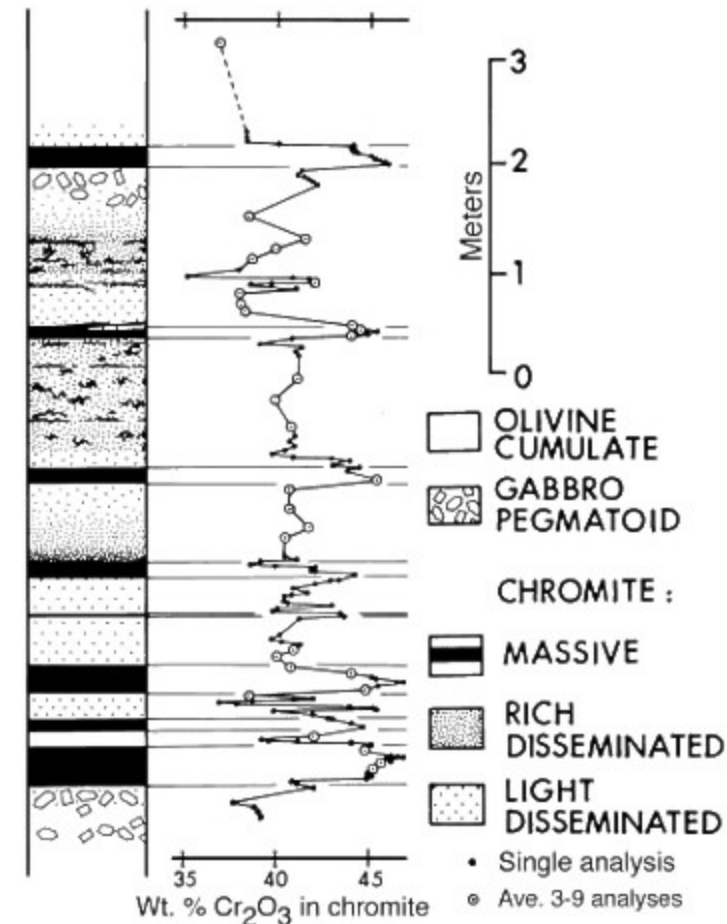 3
2
1
0
Meters
OLIVINE
CUMULATE
GABBRO
PEGMATOID
CHROMITE :
MASSIVE
RICH
DISSEMINATED
LIGHT
DISSEMINATED
• Single analysis
⊙ Ave. 3-9 analyses
35 40 45
Wt. % Cr₂O₃ in chromite